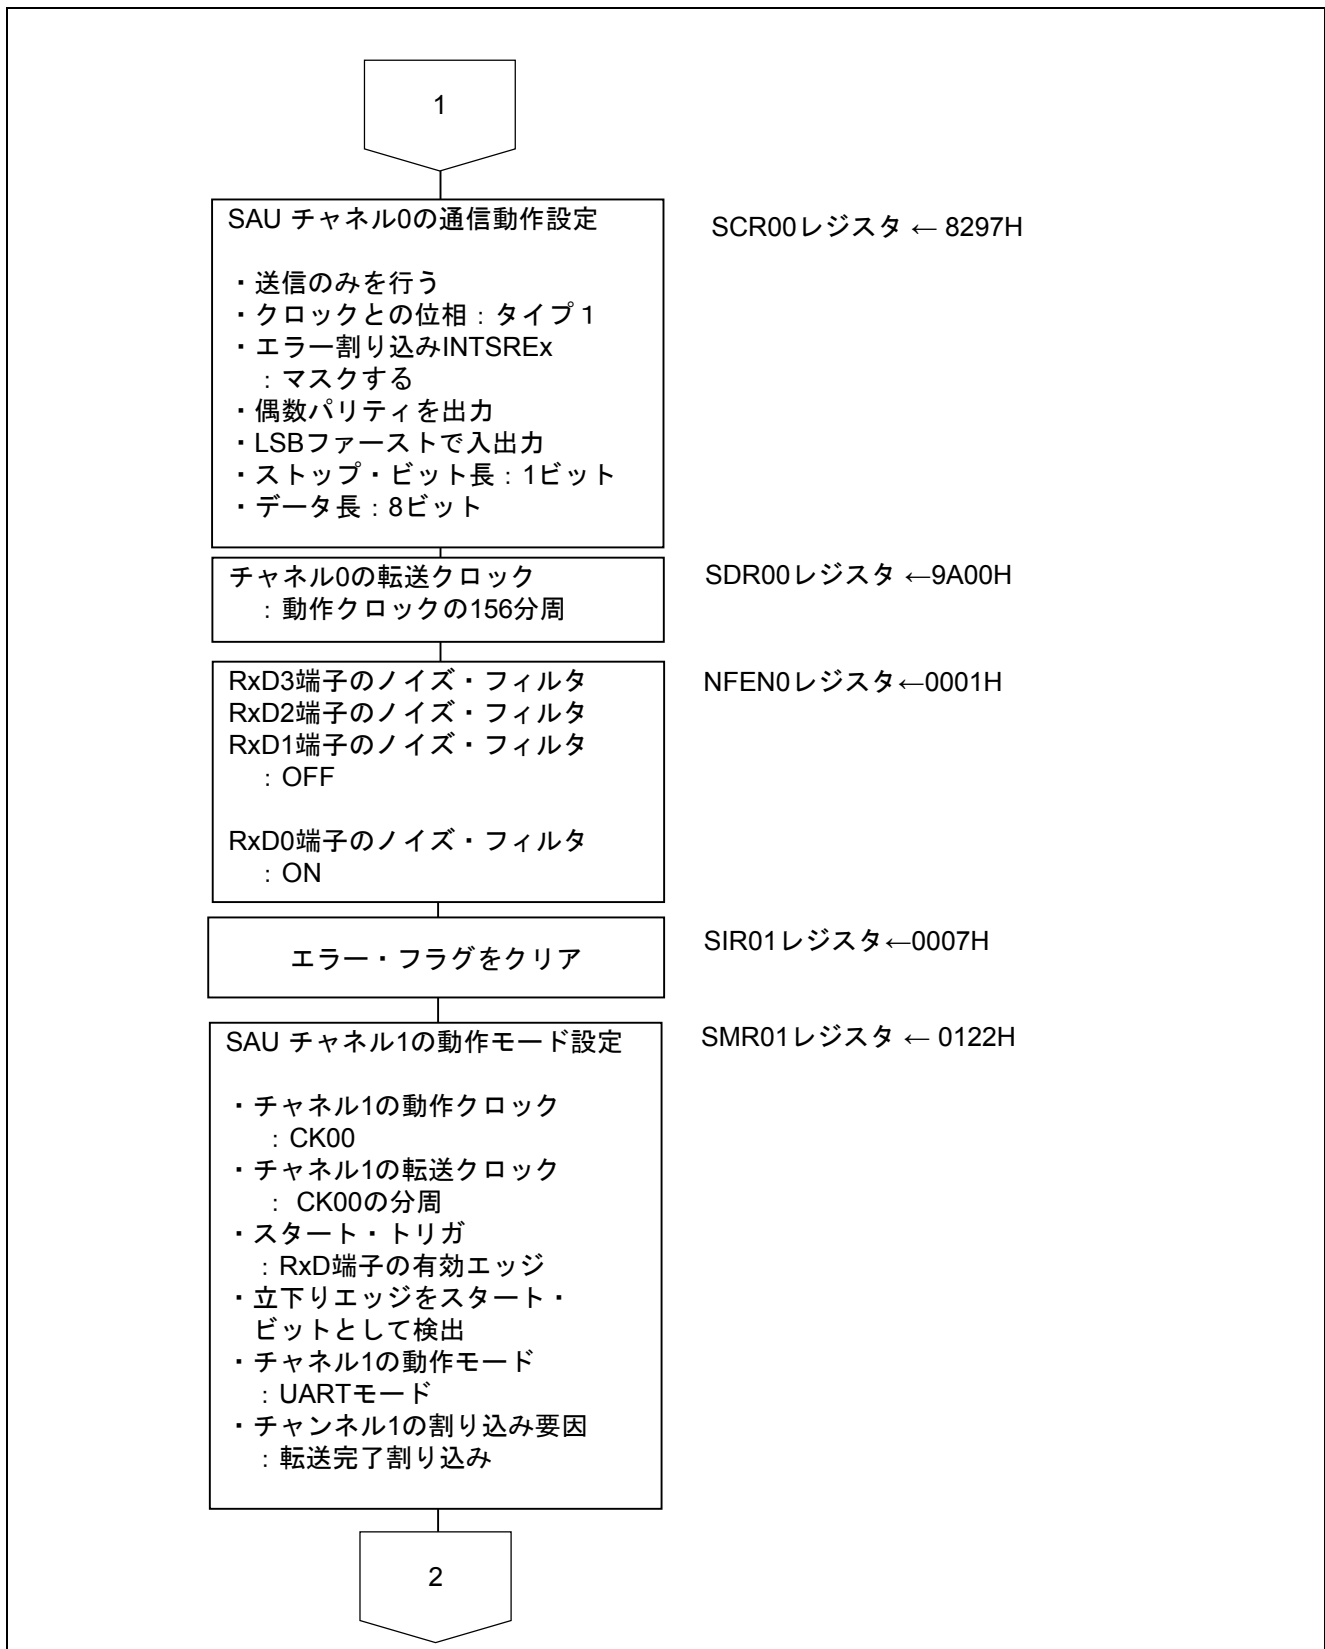 1
SAU チャネル0の通信動作設定
SCR00レジスタ ← 8297H
・送信のみを行う
・クロックとの位相：タイプ１
・エラー割り込みINTSREx
：マスクする
・偶数パリティを出力
・LSBファーストで入出力
・ストップ・ビット長：1ビット
・データ長：8ビット
チャネル0の転送クロック
：動作クロックの156分周
SDR00レジスタ ←9A00H
RxD3端子のノイズ・フィルタ
RxD2端子のノイズ・フィルタ
RxD1端子のノイズ・フィルタ
：OFF
RxD0端子のノイズ・フィルタ
：ON
NFEN0レジスタ←0001H
エラー・フラグをクリア
SIR01レジスタ←0007H
SAU チャネル1の動作モード設定
SMR01レジスタ ← 0122H
・チャネル1の動作クロック
：CK00
・チャネル1の転送クロック
： CK00の分周
・スタート・トリガ
：RxD端子の有効エッジ
・立下りエッジをスタート・
ビットとして検出
・チャネル1の動作モード
：UARTモード
・チャンネル1の割り込み要因
：転送完了割り込み
2